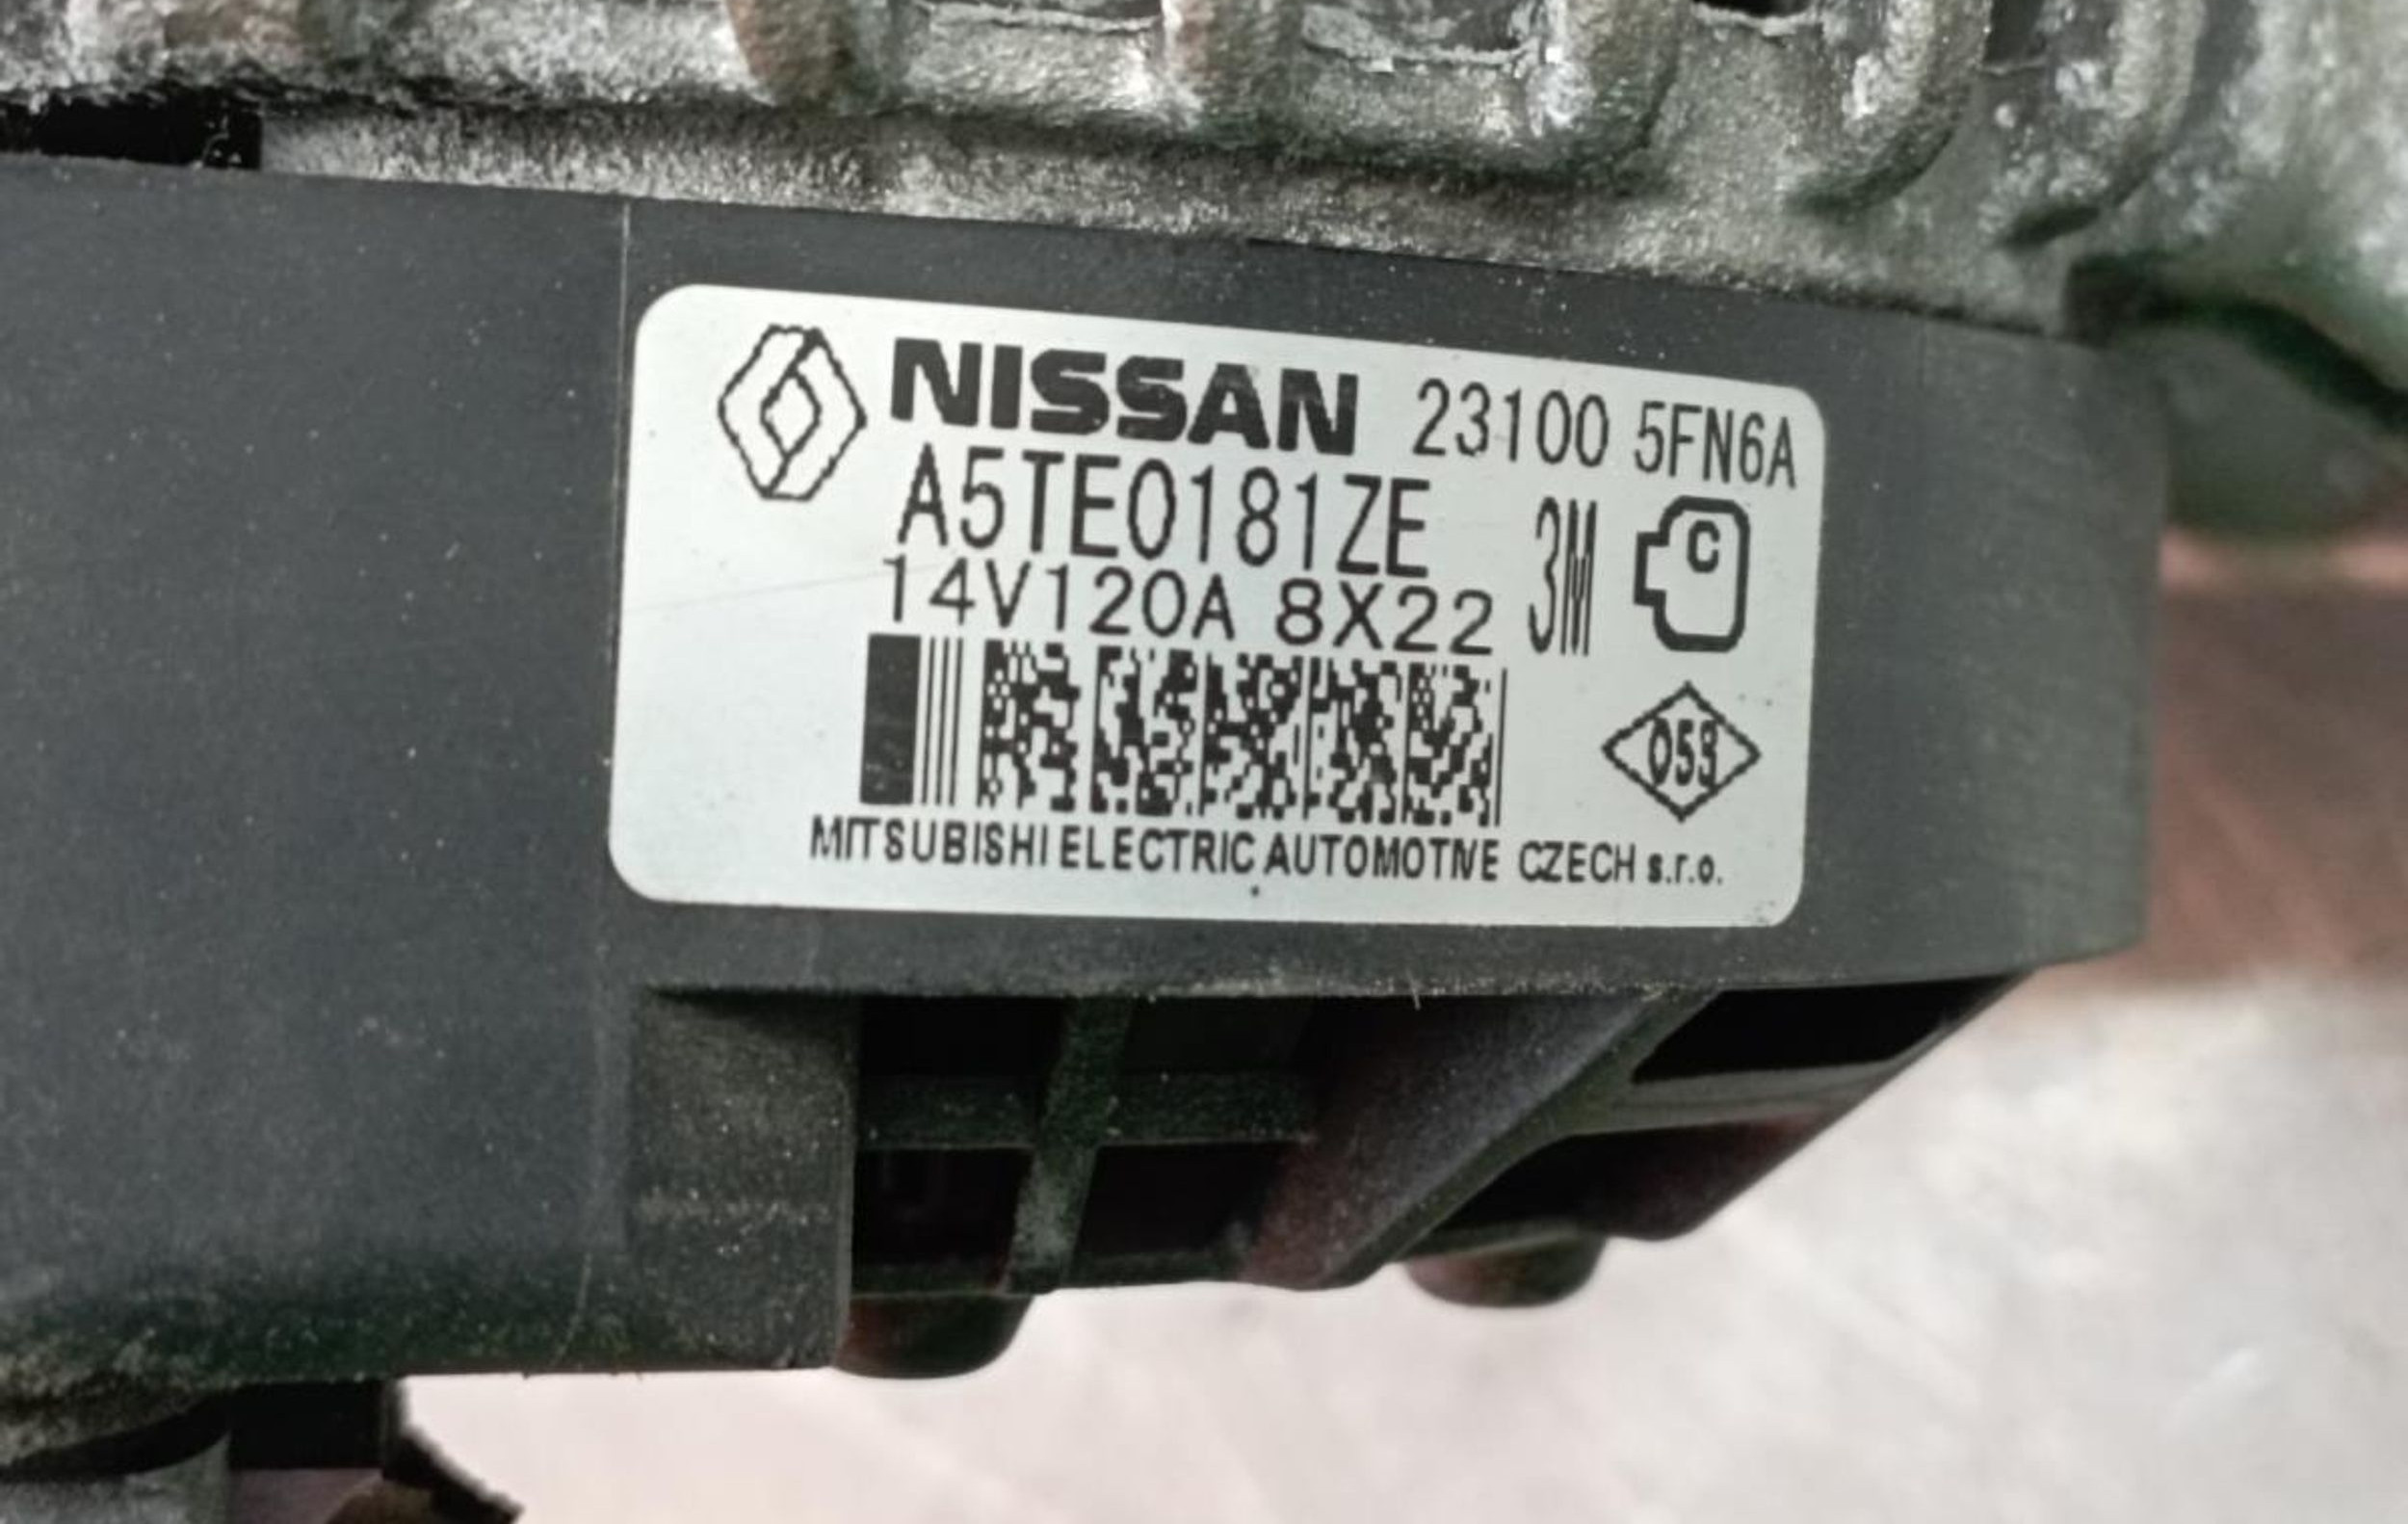 NISSAN 23100 5FN6A
A5TE0181ZE
3M
C
14V120A 8X22
053
MITSUBISHI ELECTRIC AUTOMOTIVE CZECH s.r.o.